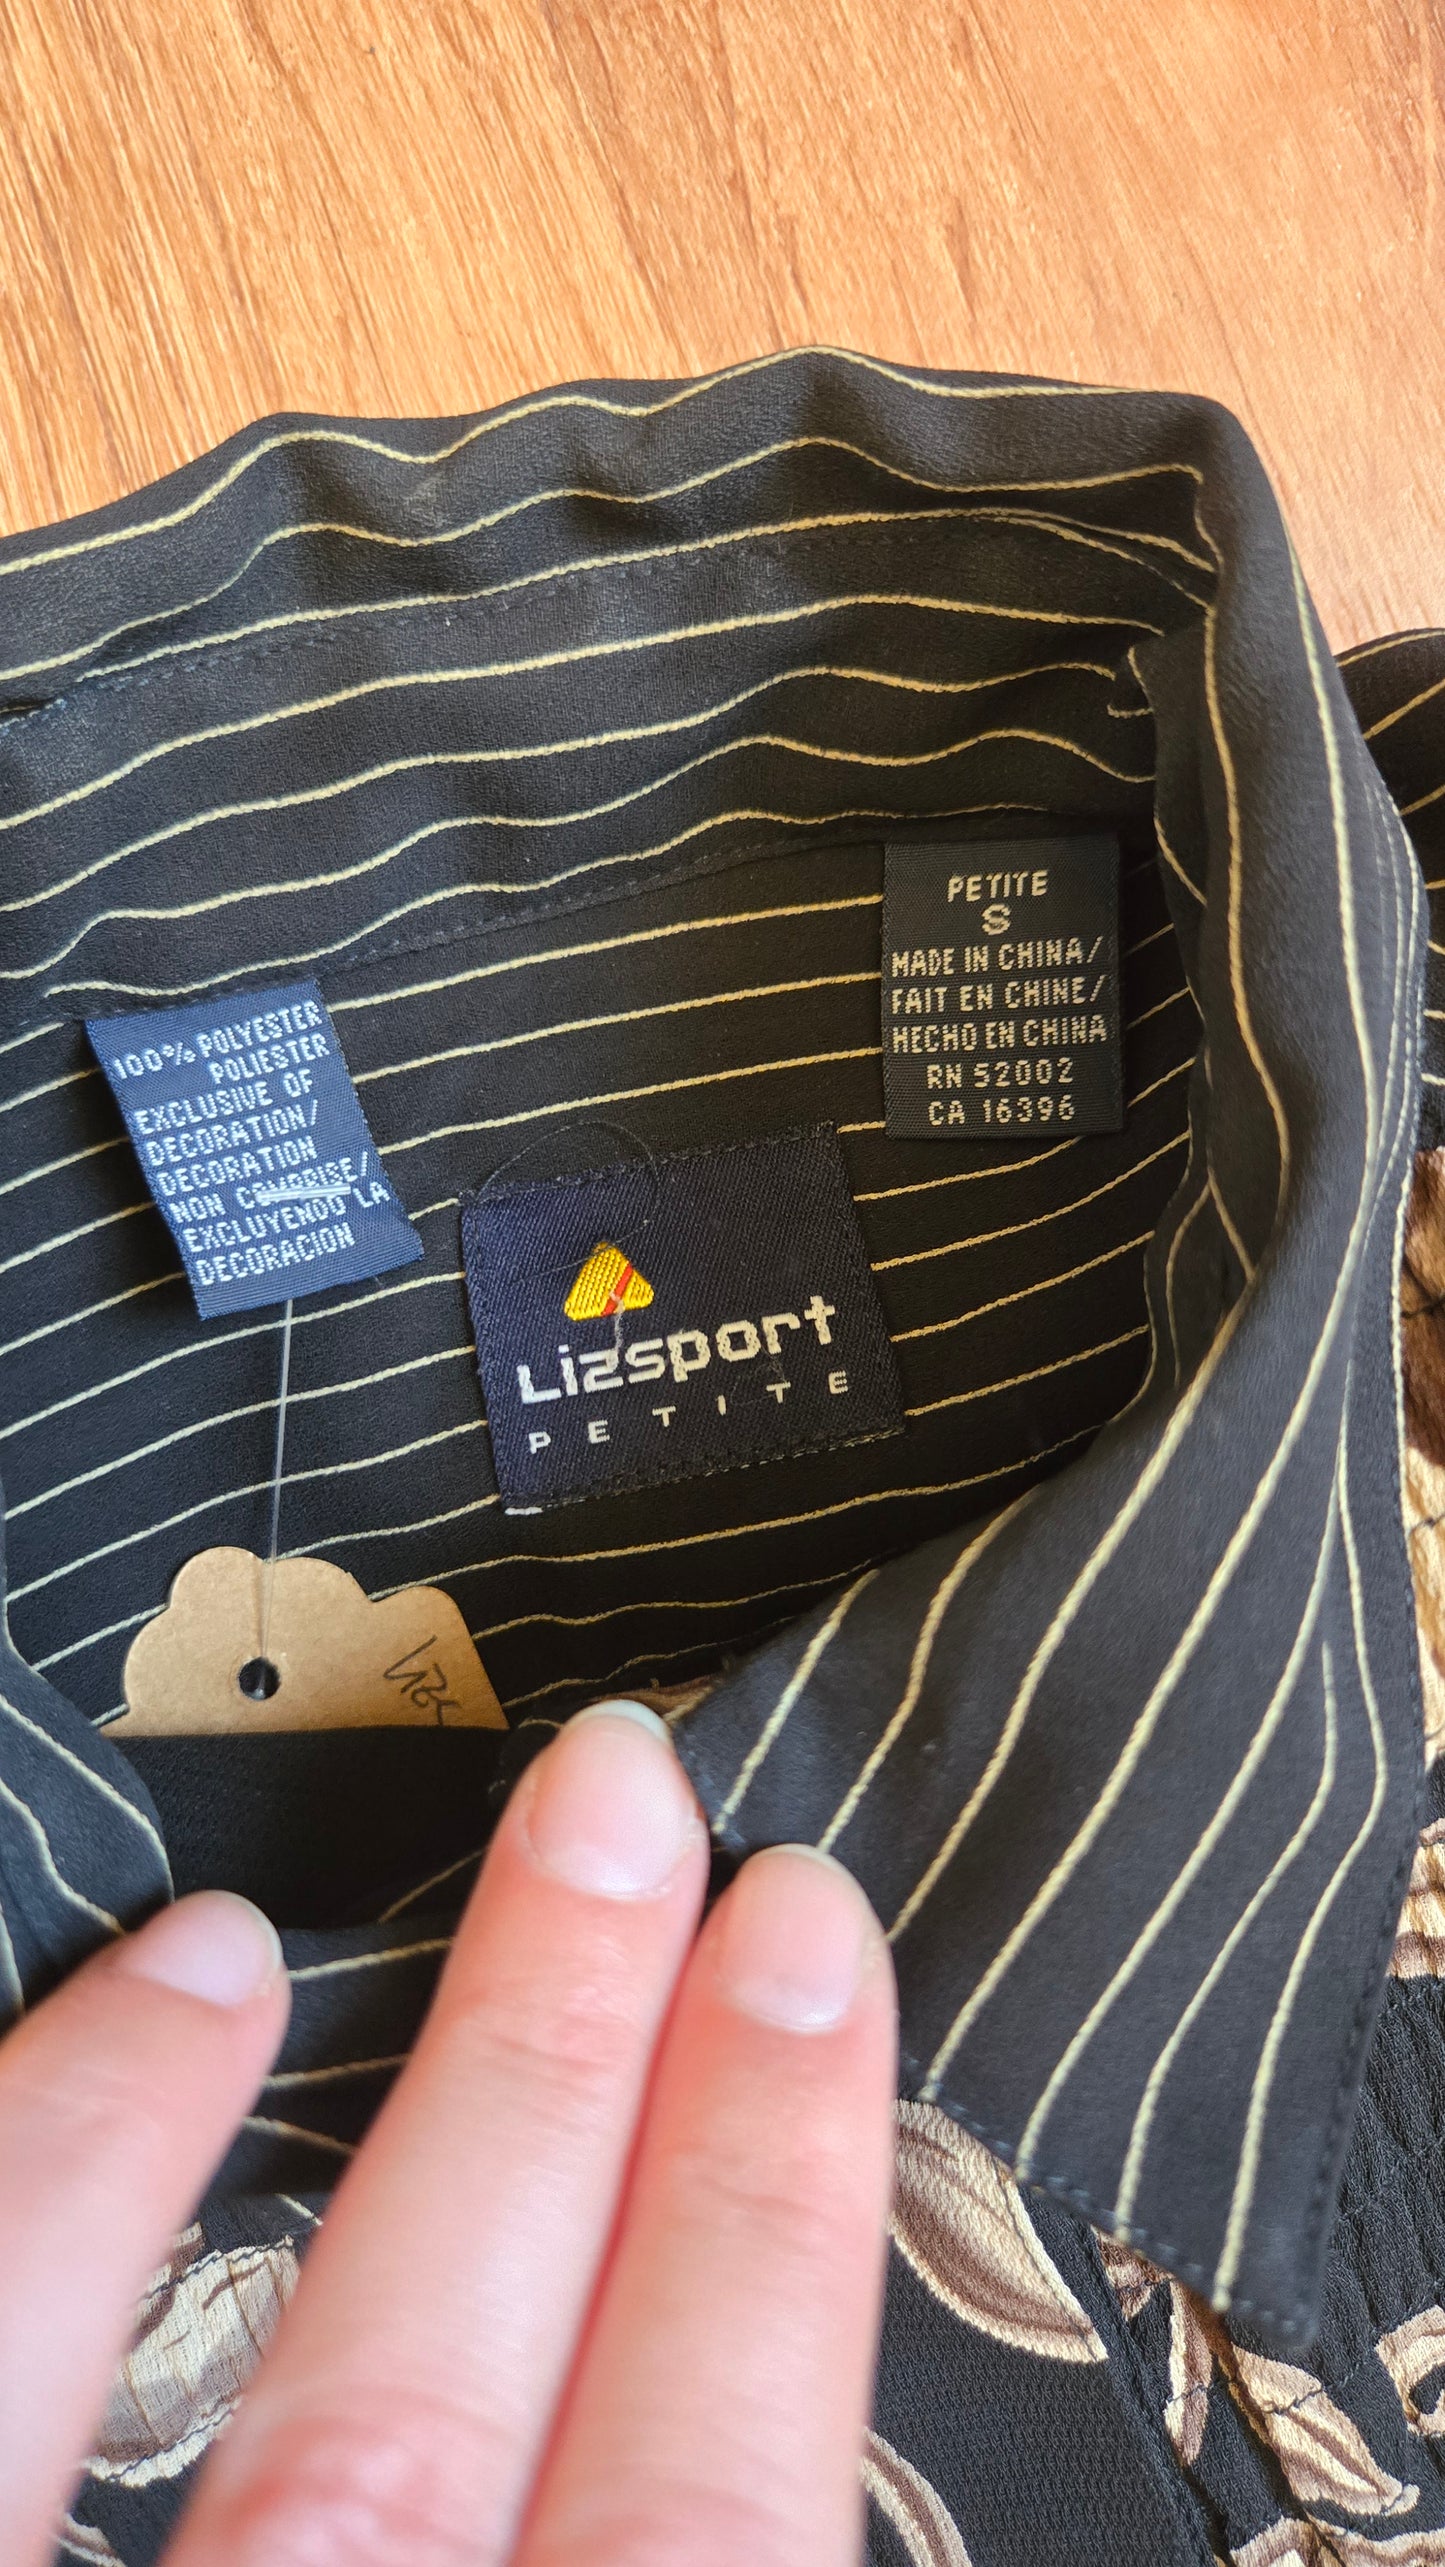 PETITE
S
MADE IN CHINA/
FAIT EN CHINE/
HECHO EN CHINA
RN 52002
CA 16396
100% POLYESTER
POLIESTER
EXCLUSIVE OF
DECORATION/
DECORATION
NON COMPRISE/
EXCLUYENDO LA
DECORACION
Lizsport
PETITE